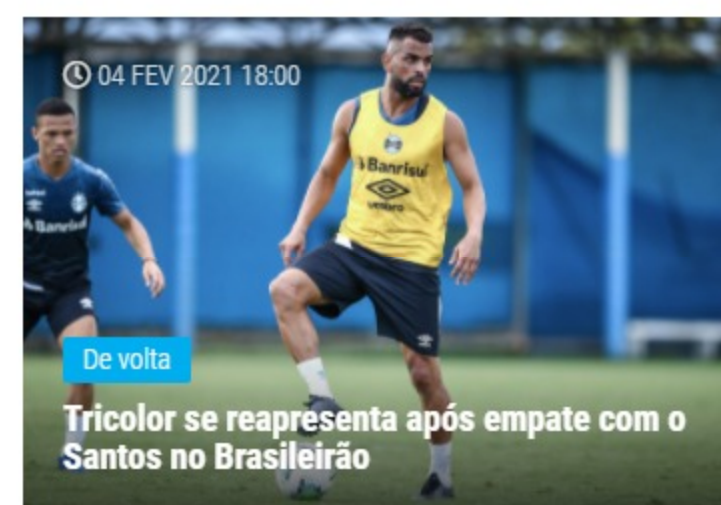 04 FEV 2021 18:00
Banrisul
umbro
Banrisul
De volta
Tricolor se reapresenta após empate com o
Santos no Brasileirão